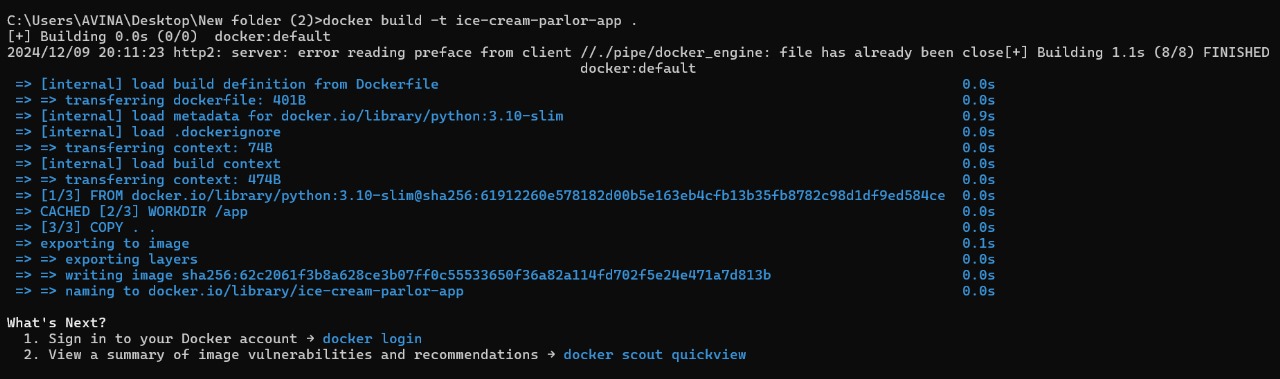 C:\Users\AVINA\Desktop\New folder (2)>docker build -t ice-cream-parlor-app .
[+] Building 0.0s (0/0)  docker:default
2024/12/09 20:11:23 http2: server: error reading preface from client //./pipe/docker_engine: file has already been close[+] Building 1.1s (8/8) FINISHED
docker:default
=> [internal] load build definition from Dockerfile 0.0s
=> => transferring dockerfile: 401B 0.0s
=> [internal] load metadata for docker.io/library/python:3.10-slim 0.9s
=> [internal] load .dockerignore 0.0s
=> => transferring context: 74B 0.0s
=> [internal] load build context 0.0s
=> => transferring context: 474B 0.0s
=> [1/3] FROM docker.io/library/python:3.10-slim@sha256:61912260e578182d00b5e163eb4cfb13b35fb8782c98d1df9ed584ce 0.0s
=> CACHED [2/3] WORKDIR /app 0.0s
=> [3/3] COPY . . 0.0s
=> exporting to image 0.1s
=> => exporting layers 0.0s
=> => writing image sha256:62c2061f3b8a628ce3b07ff0c55533650f36a82a114fd702f5e24e471a7d813b 0.0s
=> => naming to docker.io/library/ice-cream-parlor-app 0.0s
What's Next?
1. Sign in to your Docker account → docker login
2. View a summary of image vulnerabilities and recommendations → docker scout quickview